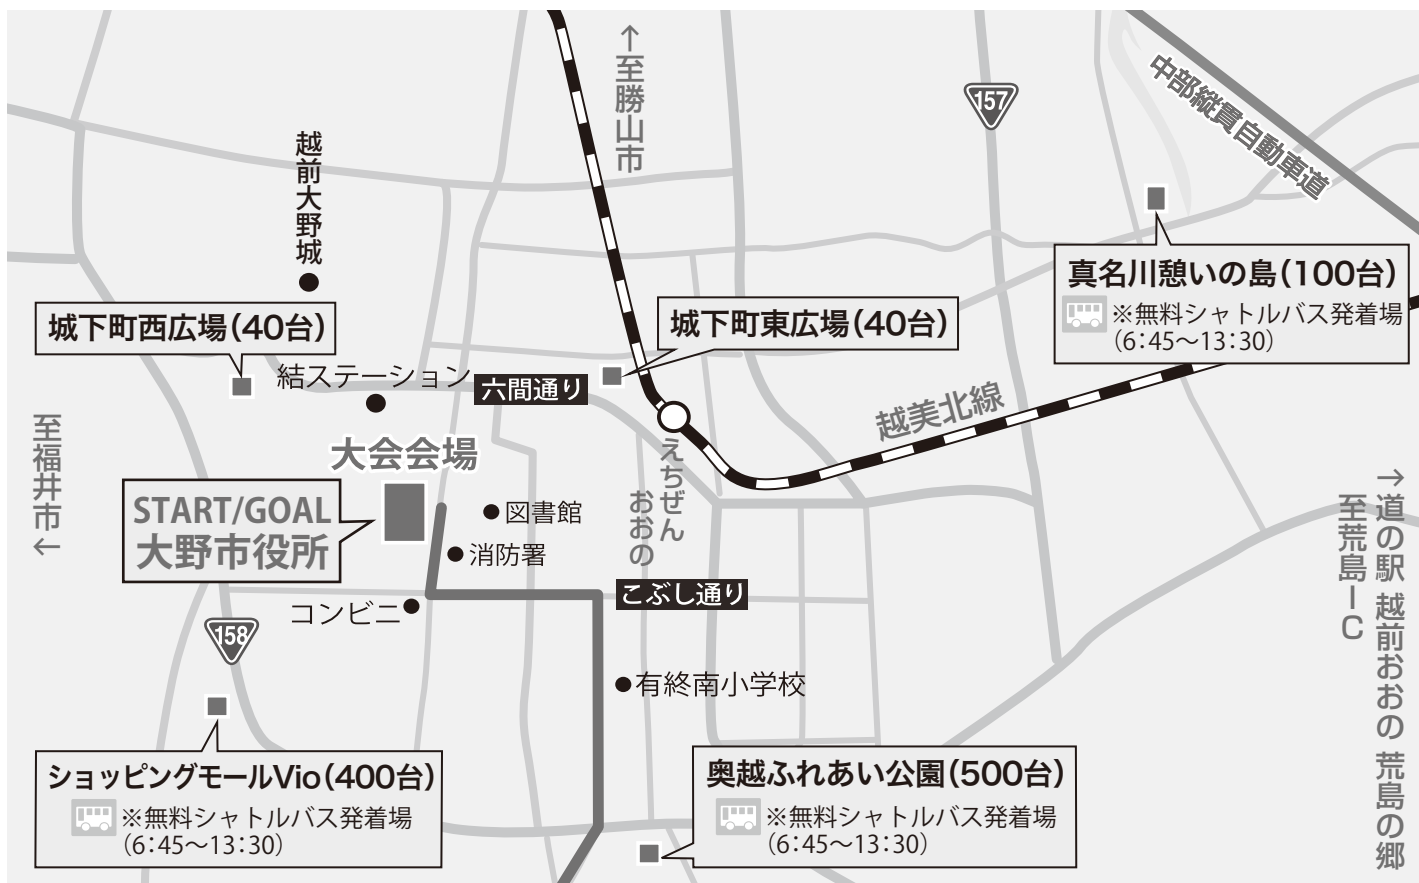 ↑至勝山市
157
中部縦貫自動車道
越前大野城
真名川憩いの島(100台)
※無料シャトルバス発着場
(6:45〜13:30)
城下町西広場(40台)
城下町東広場(40台)
結ステーション
六間通り
越美北線
至福井市←
大会会場
えちぜん
おおの
START/GOAL
大野市役所
図書館
消防署
→道の駅 越前おおの 荒島の郷
至荒島IC
こぶし通り
コンビニ
158
有終南小学校
ショッピングモールVio(400台)
※無料シャトルバス発着場
(6:45〜13:30)
奥越ふれあい公園(500台)
※無料シャトルバス発着場
(6:45〜13:30)